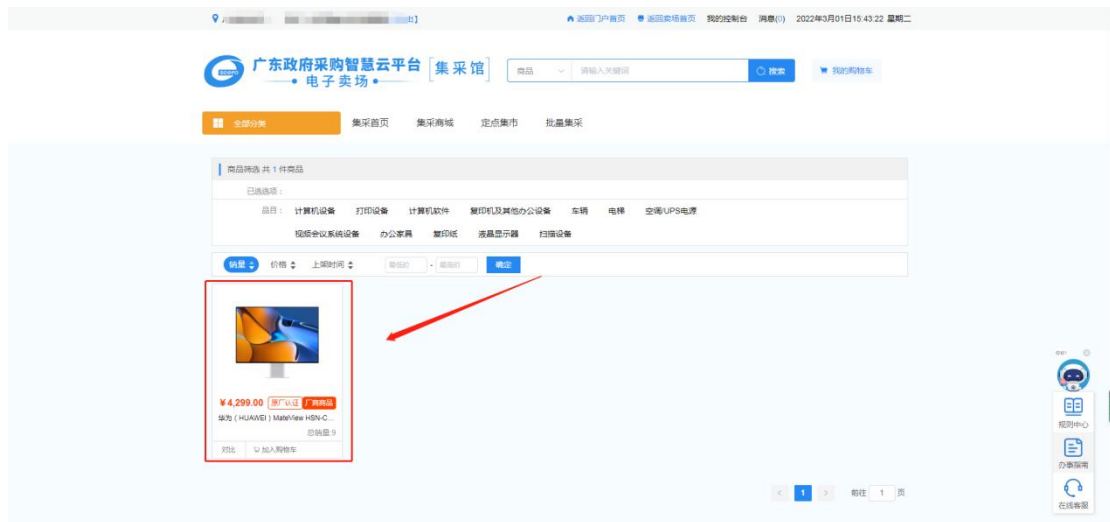 返回门户首页 返回卖场首页 我的控制台 消息(0) 2022年3月01日15:43:22 星期二
广东政府采购智慧云平台
电子卖场
集采馆
商品 请输入关键词 搜索 我的购物车
全部分类 集采首页 集采商城 定点集市 批量集采
商品筛选 共 1 件商品
已选选项：
品目： 计算机设备 打印设备 计算机软件 复印机及其他办公设备 车辆 电梯 空调/UPS电源
视频会议系统设备 办公家具 复印纸 液晶显示器 扫描设备
销量 价格 上架时间 最低价 - 最高价 确定
¥4,299.00 原厂认证 厂商商品
华为（HUAWEI）MateView HSN-C...
总销量:9
对比 加入购物车
规则中心
办事指南
在线客服
< 1 > 前往 1 页